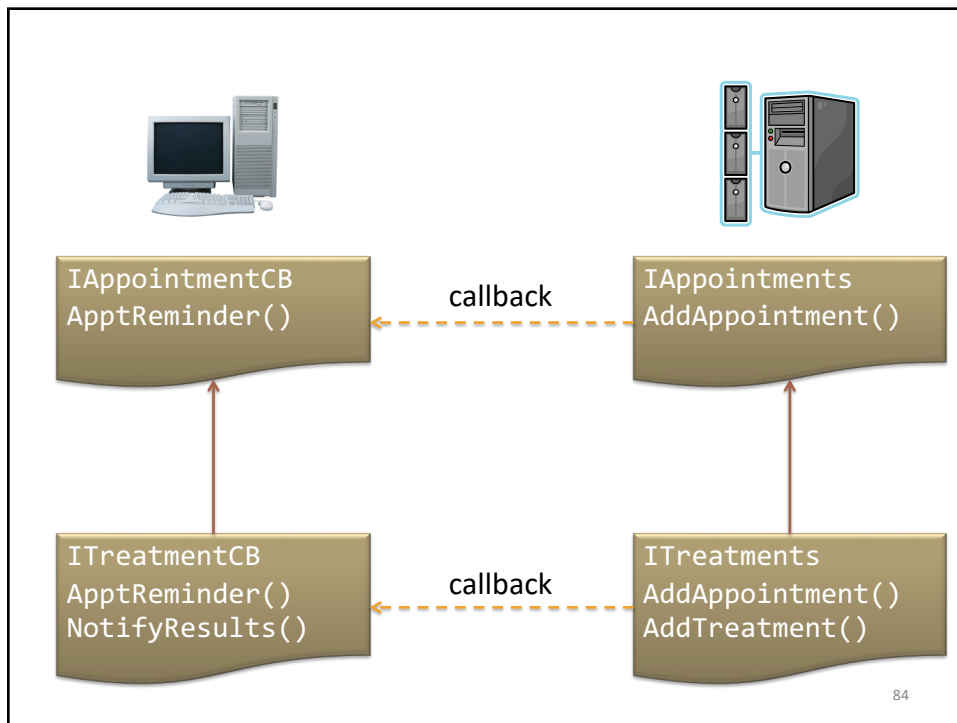 IAppointmentCB
ApptReminder()
callback
IAppointments
AddAppointment()
ITreatmentCB
ApptReminder()
NotifyResults()
callback
ITreatments
AddAppointment()
AddTreatment()
84